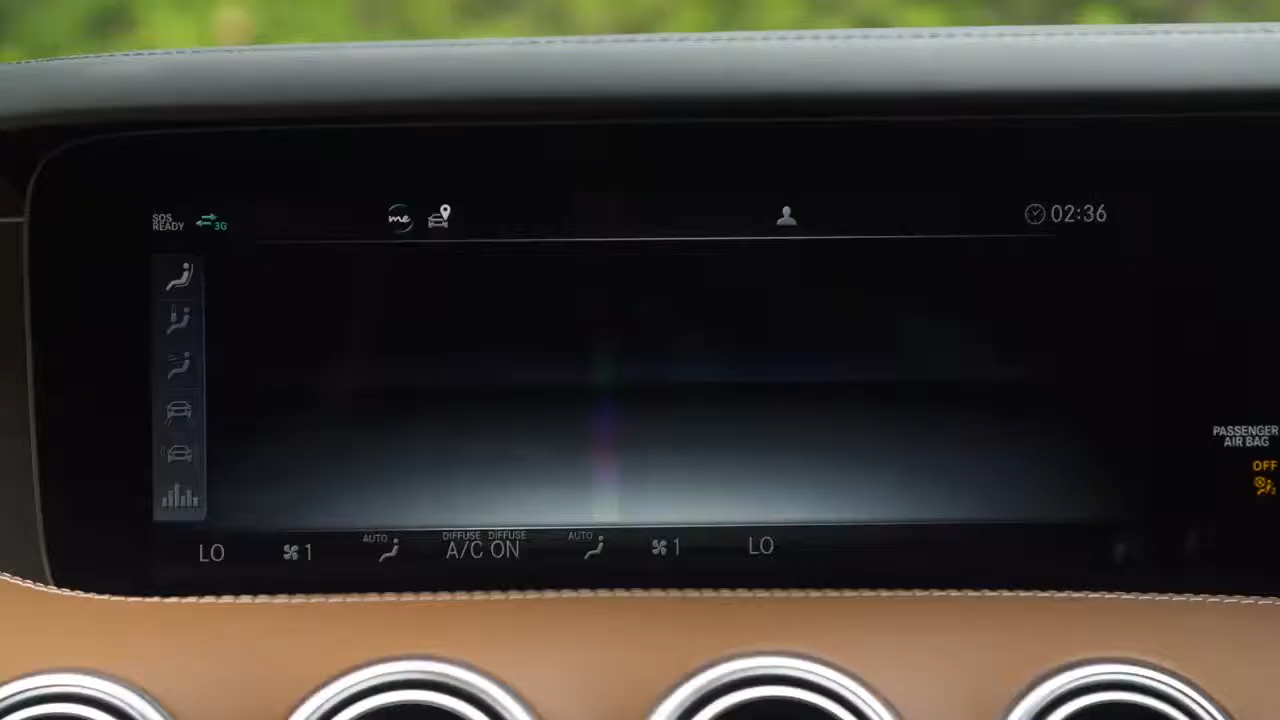 SOS
READY
3G
me
02:36
PASSENGER
AIR BAG
OFF
AUTO
DIFFUSE DIFFUSE
AUTO
LO
1
A/C ON
1
LO